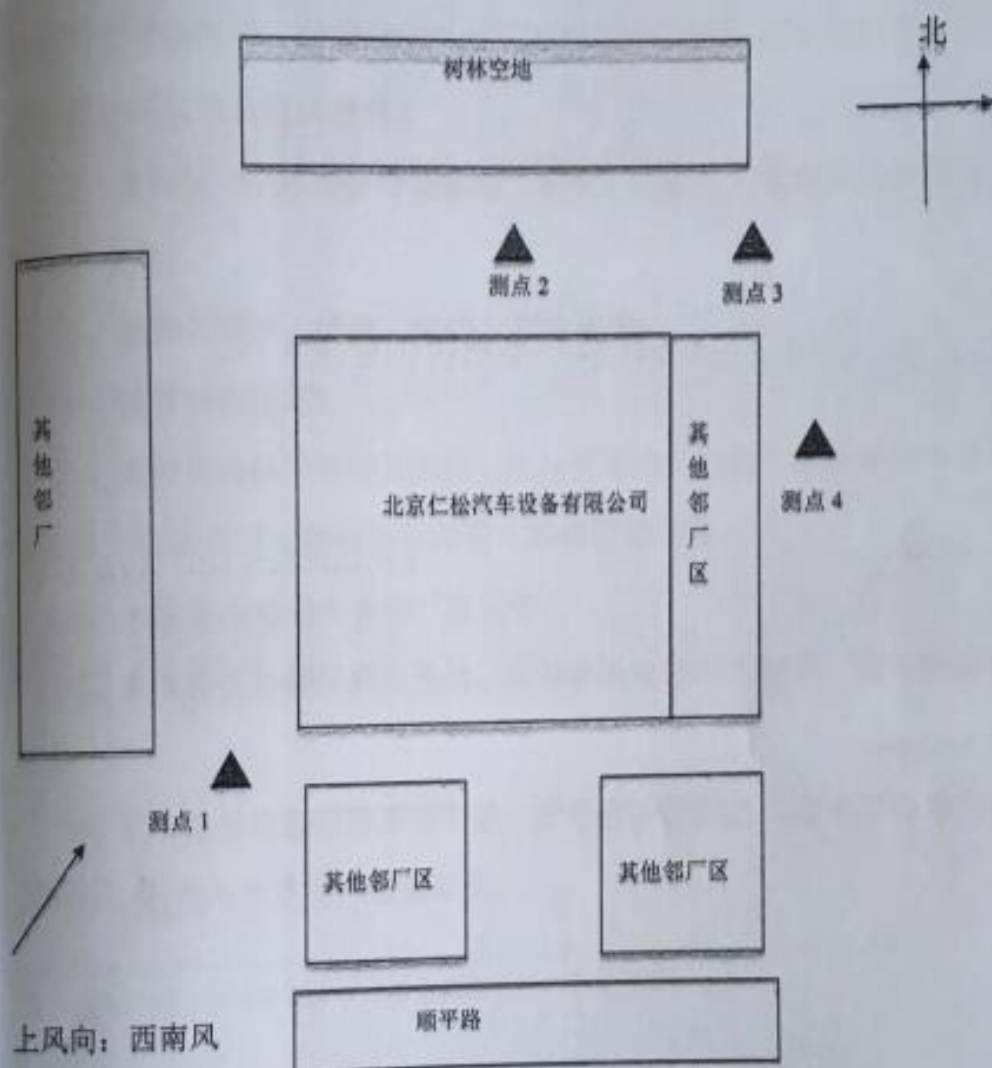 北
树林空地
测点 2
测点 3
其他邻厂
北京仁松汽车设备有限公司
其他邻厂区
测点 4
测点 1
其他邻厂区
其他邻厂区
顺平路
上风向：西南风